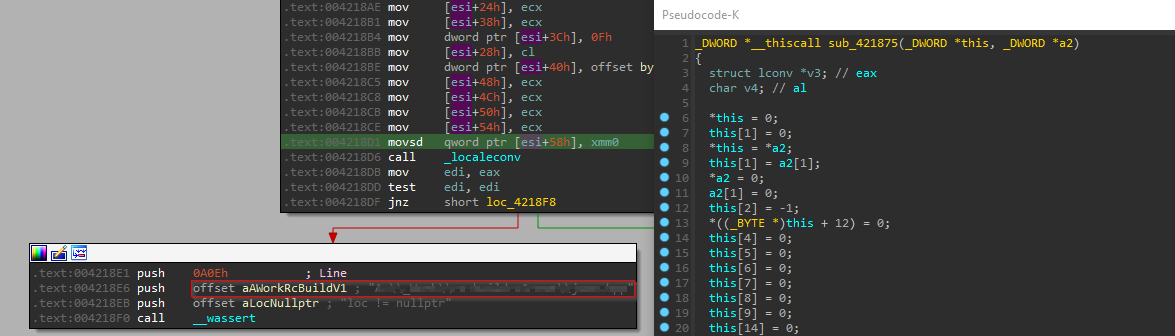 .text:004218AE mov [esi+24h], ecx
.text:004218B1 mov [esi+38h], ecx
.text:004218B4 mov dword ptr [esi+3Ch], 0Fh
.text:004218BB mov [esi+28h], cl
.text:004218BE mov dword ptr [esi+40h], offset by
.text:004218C5 mov [esi+48h], ecx
.text:004218C8 mov [esi+4Ch], ecx
.text:004218CB mov [esi+50h], ecx
.text:004218CE mov [esi+54h], ecx
.text:004218D1 movsd qword ptr [esi+58h], xmm0
.text:004218D6 call _localeconv
.text:004218DB mov edi, eax
.text:004218DD test edi, edi
.text:004218DF jnz short loc_4218F8
.text:004218E1 push 0A0Eh ; Line
.text:004218E6 push offset aAWorkRcBuildV1 ; "
.text:004218EB push offset aLocNullptr ; "loc != nullptr"
.text:004218F0 call __wassert
Pseudocode-K
1 _DWORD *__thiscall sub_421875(_DWORD *this, _DWORD *a2)
2 {
3 struct lconv *v3; // eax
4 char v4; // al
5
6 *this = 0;
7 this[1] = 0;
8 *this = *a2;
9 this[1] = a2[1];
10 *a2 = 0;
11 a2[1] = 0;
12 this[2] = -1;
13 *((_BYTE *)this + 12) = 0;
14 this[4] = 0;
15 this[5] = 0;
16 this[6] = 0;
17 this[7] = 0;
18 this[8] = 0;
19 this[9] = 0;
20 this[14] = 0;